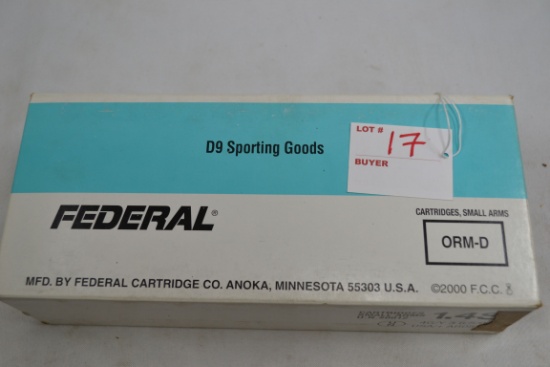 D9 Sporting Goods
LOT # 17
BUYER
FEDERAL®
CARTRIDGES, SMALL ARMS
ORM-D
MFD. BY FEDERAL CARTRIDGE CO. ANOKA, MINNESOTA 55303 U.S.A. ©2000 F.C.C.